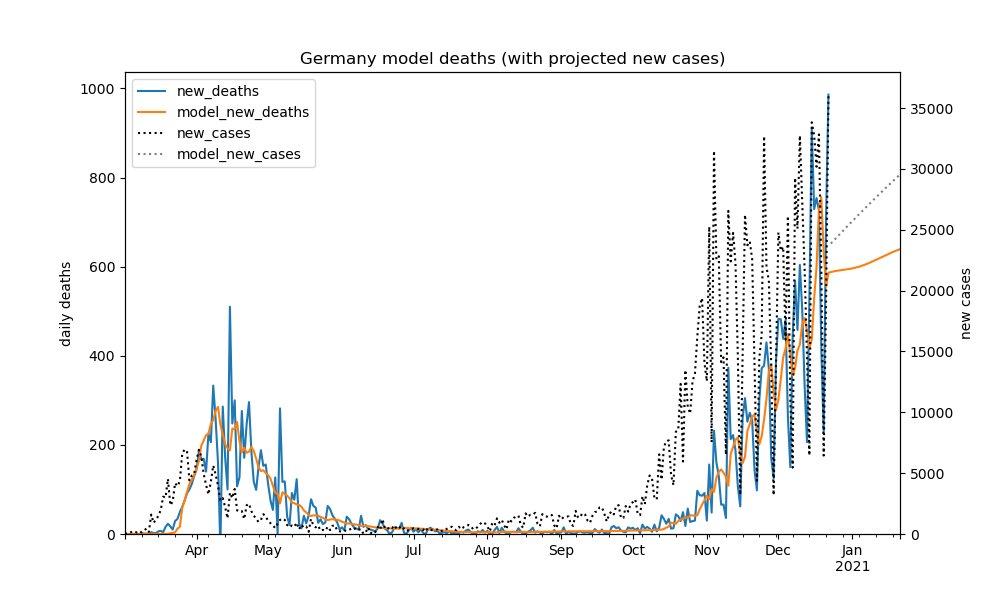 Germany model deaths (with projected new cases)
new_deaths
model_new_deaths
new_cases
model_new_cases
1000
800
600
400
200
0
daily deaths
35000
30000
25000
20000
15000
10000
5000
0
new cases
Apr May Jun Jul Aug Sep Oct Nov Dec Jan
2021